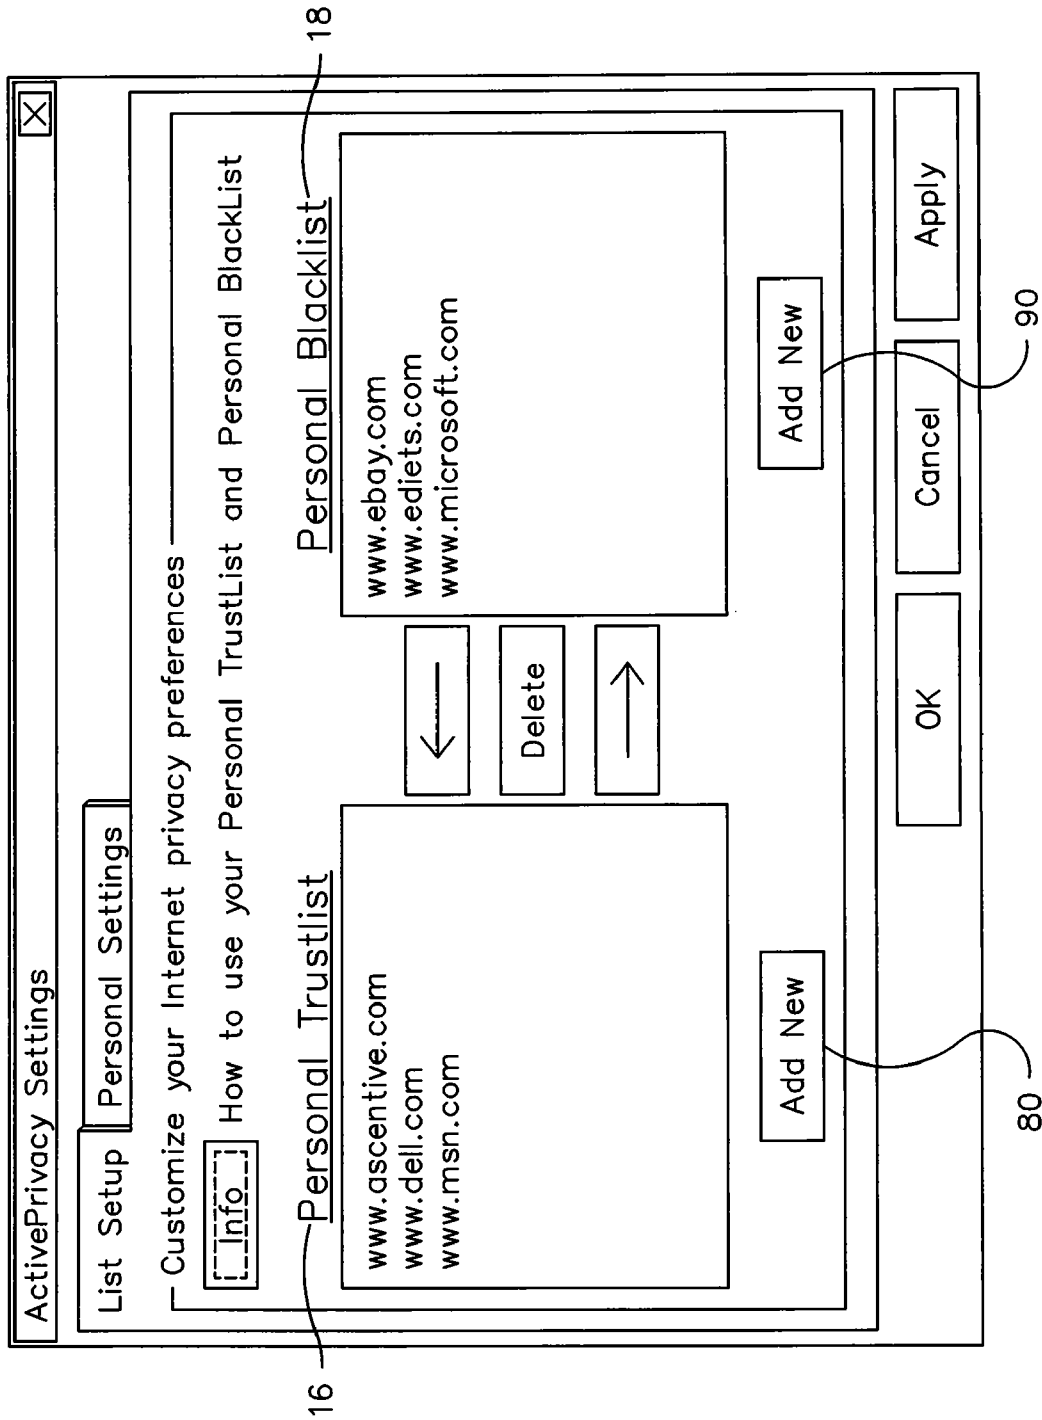 ActivePrivacy Settings
List Setup
Personal Settings
Customize your Internet privacy preferences
Info
How to use your Personal TrustList and Personal BlackList
16
Personal Trustlist
www.ascentive.com
www.dell.com
www.msn.com
Add New
80
←
Delete
→
Personal Blacklist
18
www.ebay.com
www.ediets.com
www.microsoft.com
Add New
90
OK
Cancel
Apply